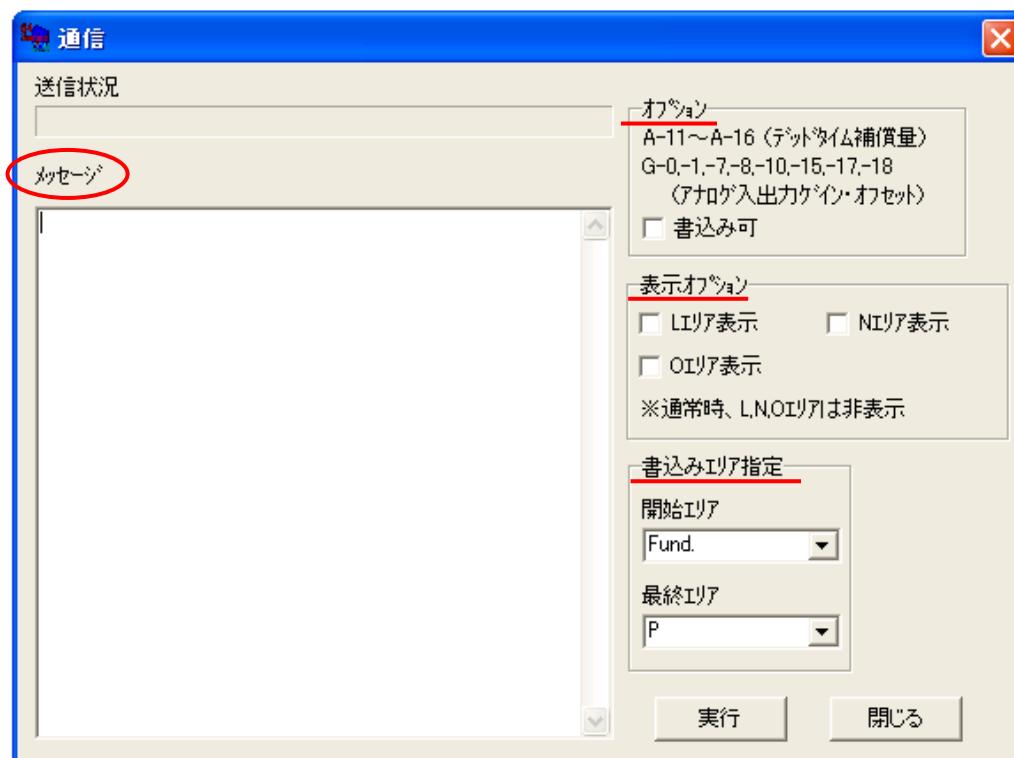 通信
送信状況
メッセージ
オプション
A-11～A-16（デッドタイム補償量）
G-0,-1,-7,-8,-10,-15,-17,-18
（アナログ入出力ゲイン・オフセット）
書込み可
表示オプション
Lエリア表示
Nエリア表示
Oエリア表示
※通常時、L,N,Oエリアは非表示
書込みエリア指定
開始エリア
Fund.
最終エリア
P
実行
閉じる